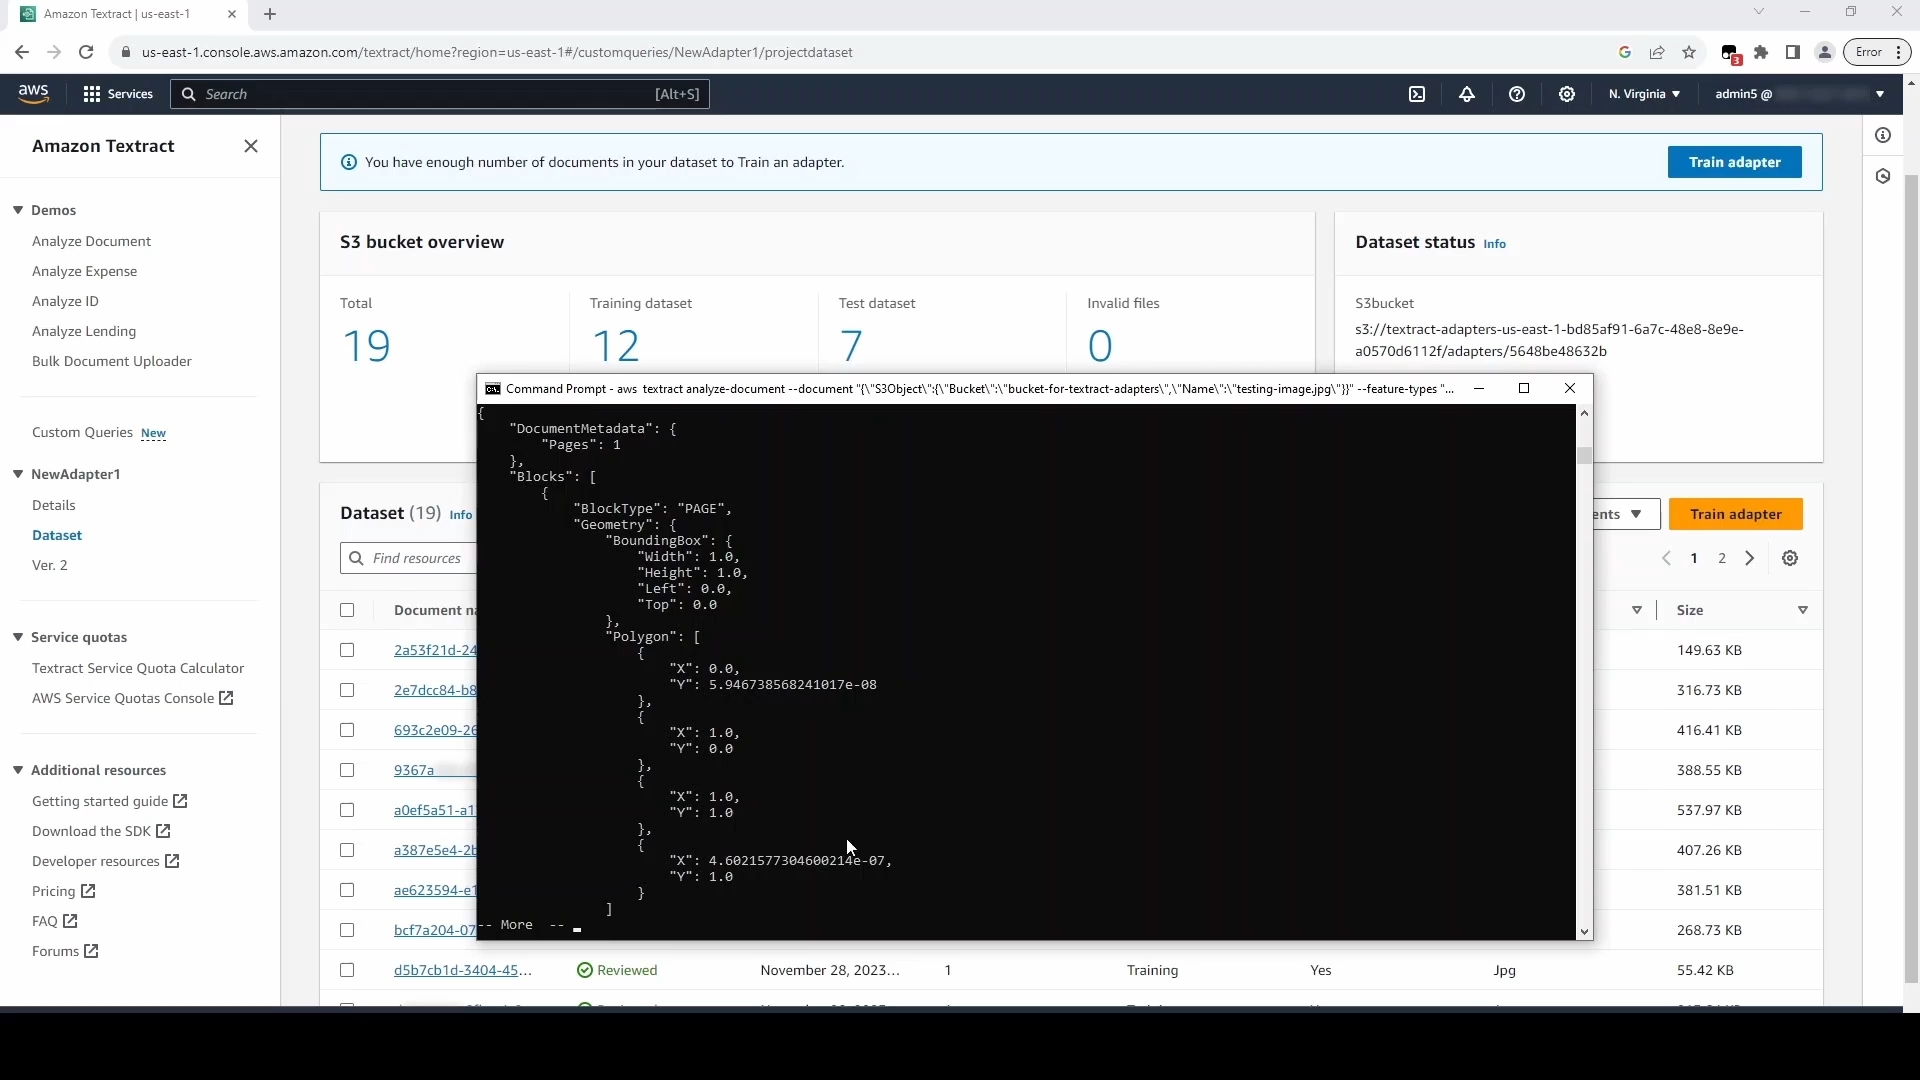 Amazon Textract | us-east-1
us-east-1.console.aws.amazon.com/textract/home?region=us-east-1#/customqueries/NewAdapter1/projectdataset
3
Error
aws
Services
Search
[Alt+S]
N. Virginia
admin5 @
Amazon Textract
Demos
Analyze Document
Analyze Expense
Analyze ID
Analyze Lending
Bulk Document Uploader
Custom Queries New
NewAdapter1
Details
Dataset
Ver. 2
Service quotas
Textract Service Quota Calculator
AWS Service Quotas Console
Additional resources
Getting started guide
Download the SDK
Developer resources
Pricing
FAQ
Forums
You have enough number of documents in your dataset to Train an adapter.
Train adapter
S3 bucket overview
Total
19
Training dataset
12
Test dataset
7
Invalid files
0
Dataset status Info
S3bucket
s3://textract-adapters-us-east-1-bd85af91-6a7c-48e8-8e9e-
a0570d6112f/adapters/5648be48632b
Dataset (19) Info
ents
Train adapter
Find resources
1
2
Document na
Size
2a53f21d-24
149.63 KB
2e7dcc84-b8
316.73 KB
693c2e09-26
416.41 KB
9367a
388.55 KB
a0ef5a51-a1
537.97 KB
a387e5e4-2b
407.26 KB
ae623594-e1
381.51 KB
bcf7a204-07
268.73 KB
d5b7cb1d-3404-45... Reviewed November 28, 2023... 1 Training Yes Jpg 55.42 KB
Command Prompt - aws textract analyze-document --document "{\"S3Object\":{\"Bucket\":\"bucket-for-textract-adapters\",\"Name\":\"testing-image.jpg\"}}" --feature-types "...
{
"DocumentMetadata": {
"Pages": 1
},
"Blocks": [
{
"BlockType": "PAGE",
"Geometry": {
"BoundingBox": {
"Width": 1.0,
"Height": 1.0,
"Left": 0.0,
"Top": 0.0
},
"Polygon": [
{
"X": 0.0,
"Y": 5.946738568241017e-08
},
{
"X": 1.0,
"Y": 0.0
},
{
"X": 1.0,
"Y": 1.0
},
{
"X": 4.6021577304600214e-07,
"Y": 1.0
}
]
-- More --